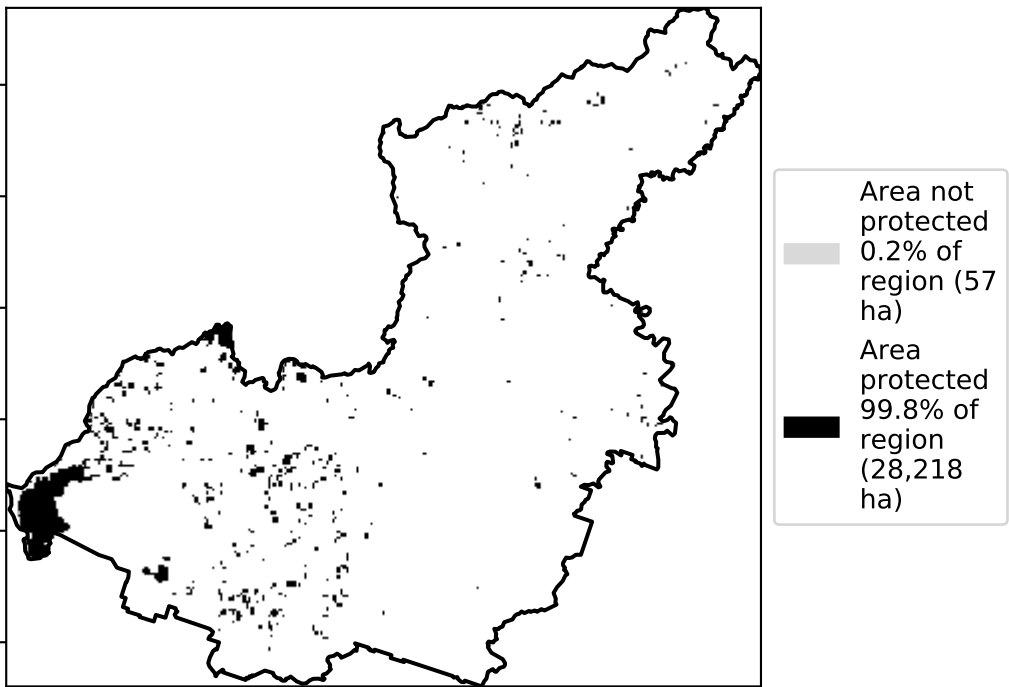 Area not
protected
0.2% of
region (57
ha)
Area
protected
99.8% of
region
(28,218
ha)